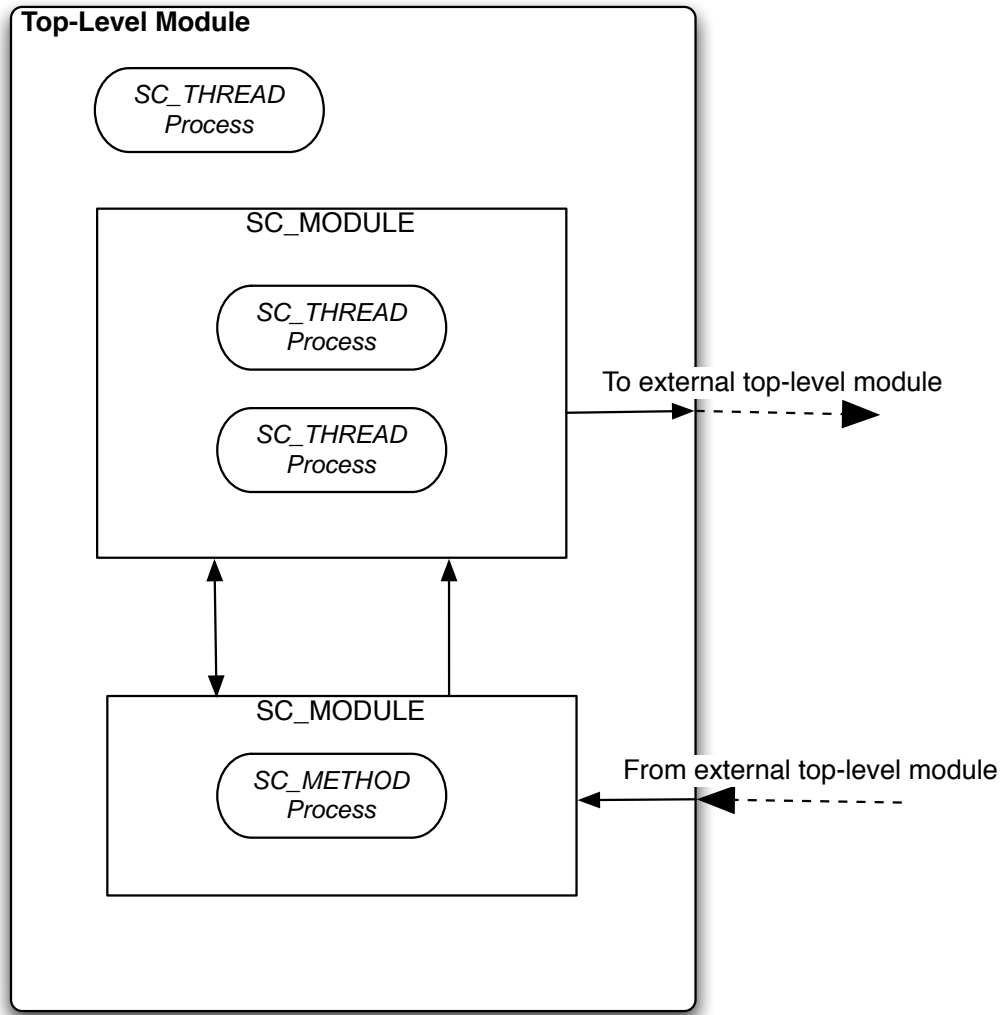 Top-Level Module
SC_THREAD
Process
SC_MODULE
SC_THREAD
Process
To external top-level module
SC_THREAD
Process
SC_MODULE
From external top-level module
SC_METHOD
Process